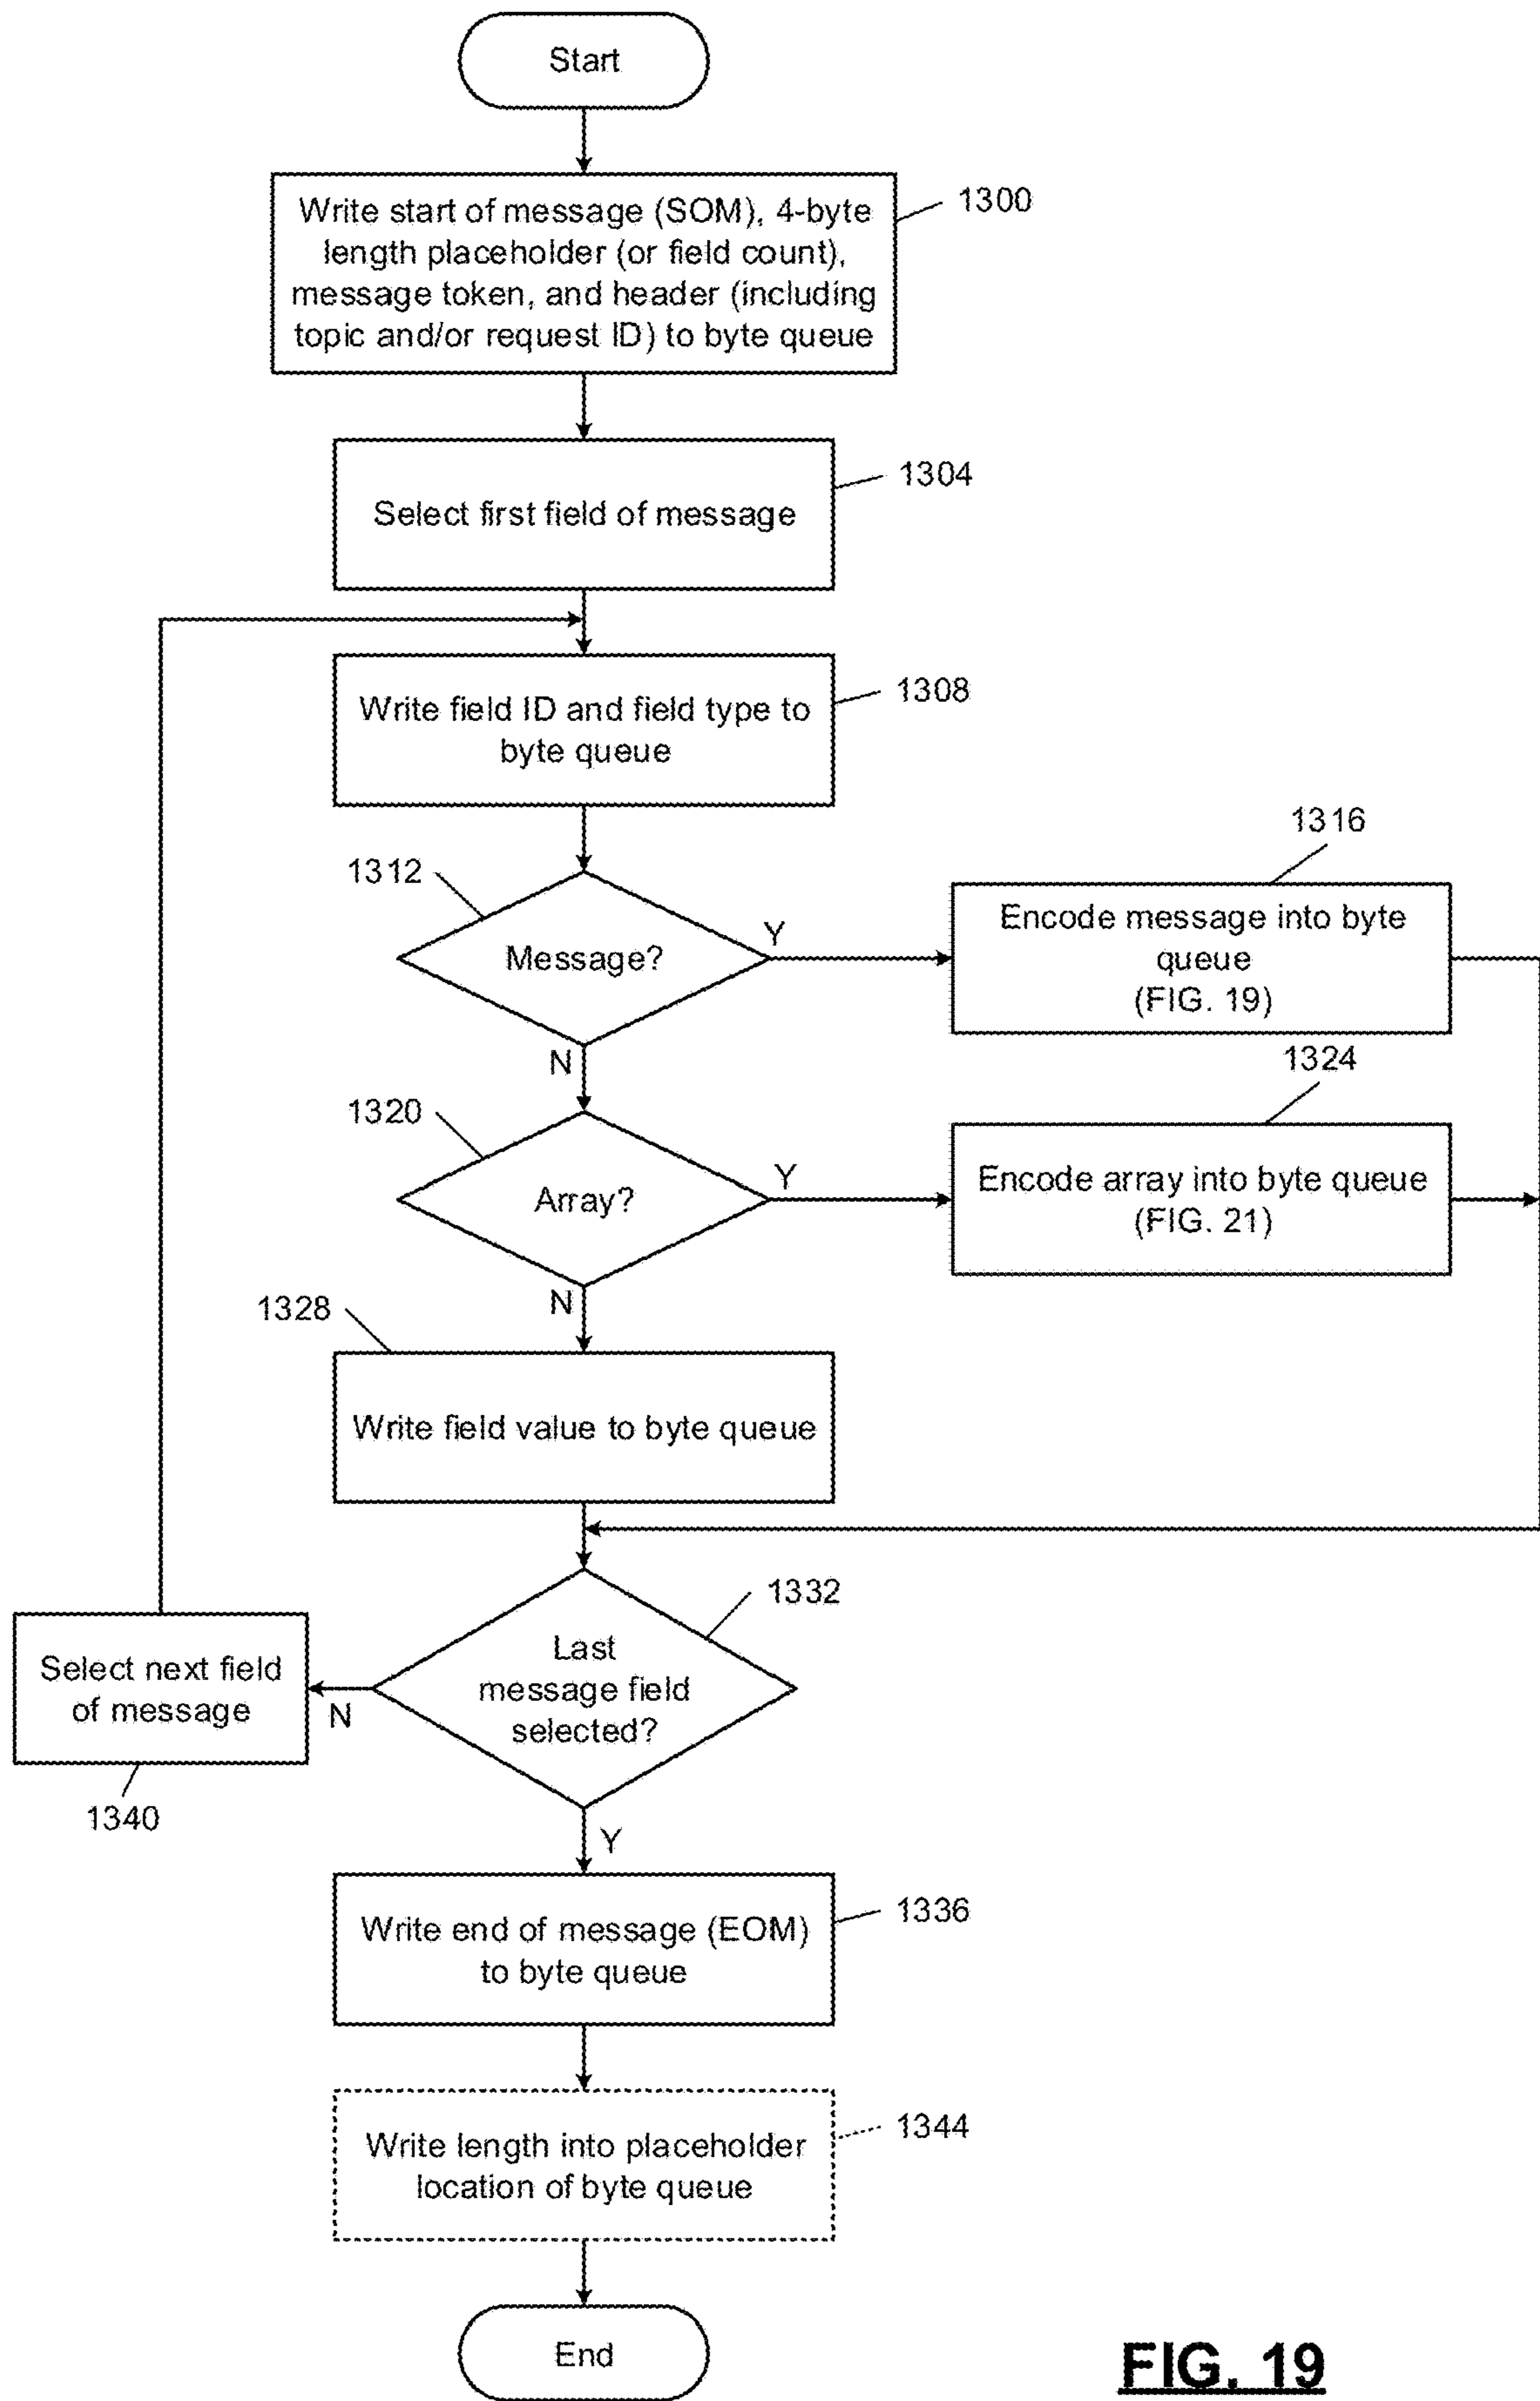 Start
Write start of message (SOM), 4-byte
length placeholder (or field count),
message token, and header (including
topic and/or request ID) to byte queue
1300
Select first field of message
1304
Write field ID and field type to
byte queue
1308
1312
Message?
Y
N
1316
Encode message into byte
queue
(FIG. 19)
1320
Array?
Y
N
1324
Encode array into byte queue
(FIG. 21)
1328
Write field value to byte queue
1332
Last
message field
selected?
N
Y
Select next field
of message
1340
Write end of message (EOM)
to byte queue
1336
Write length into placeholder
location of byte queue
1344
End
FIG. 19